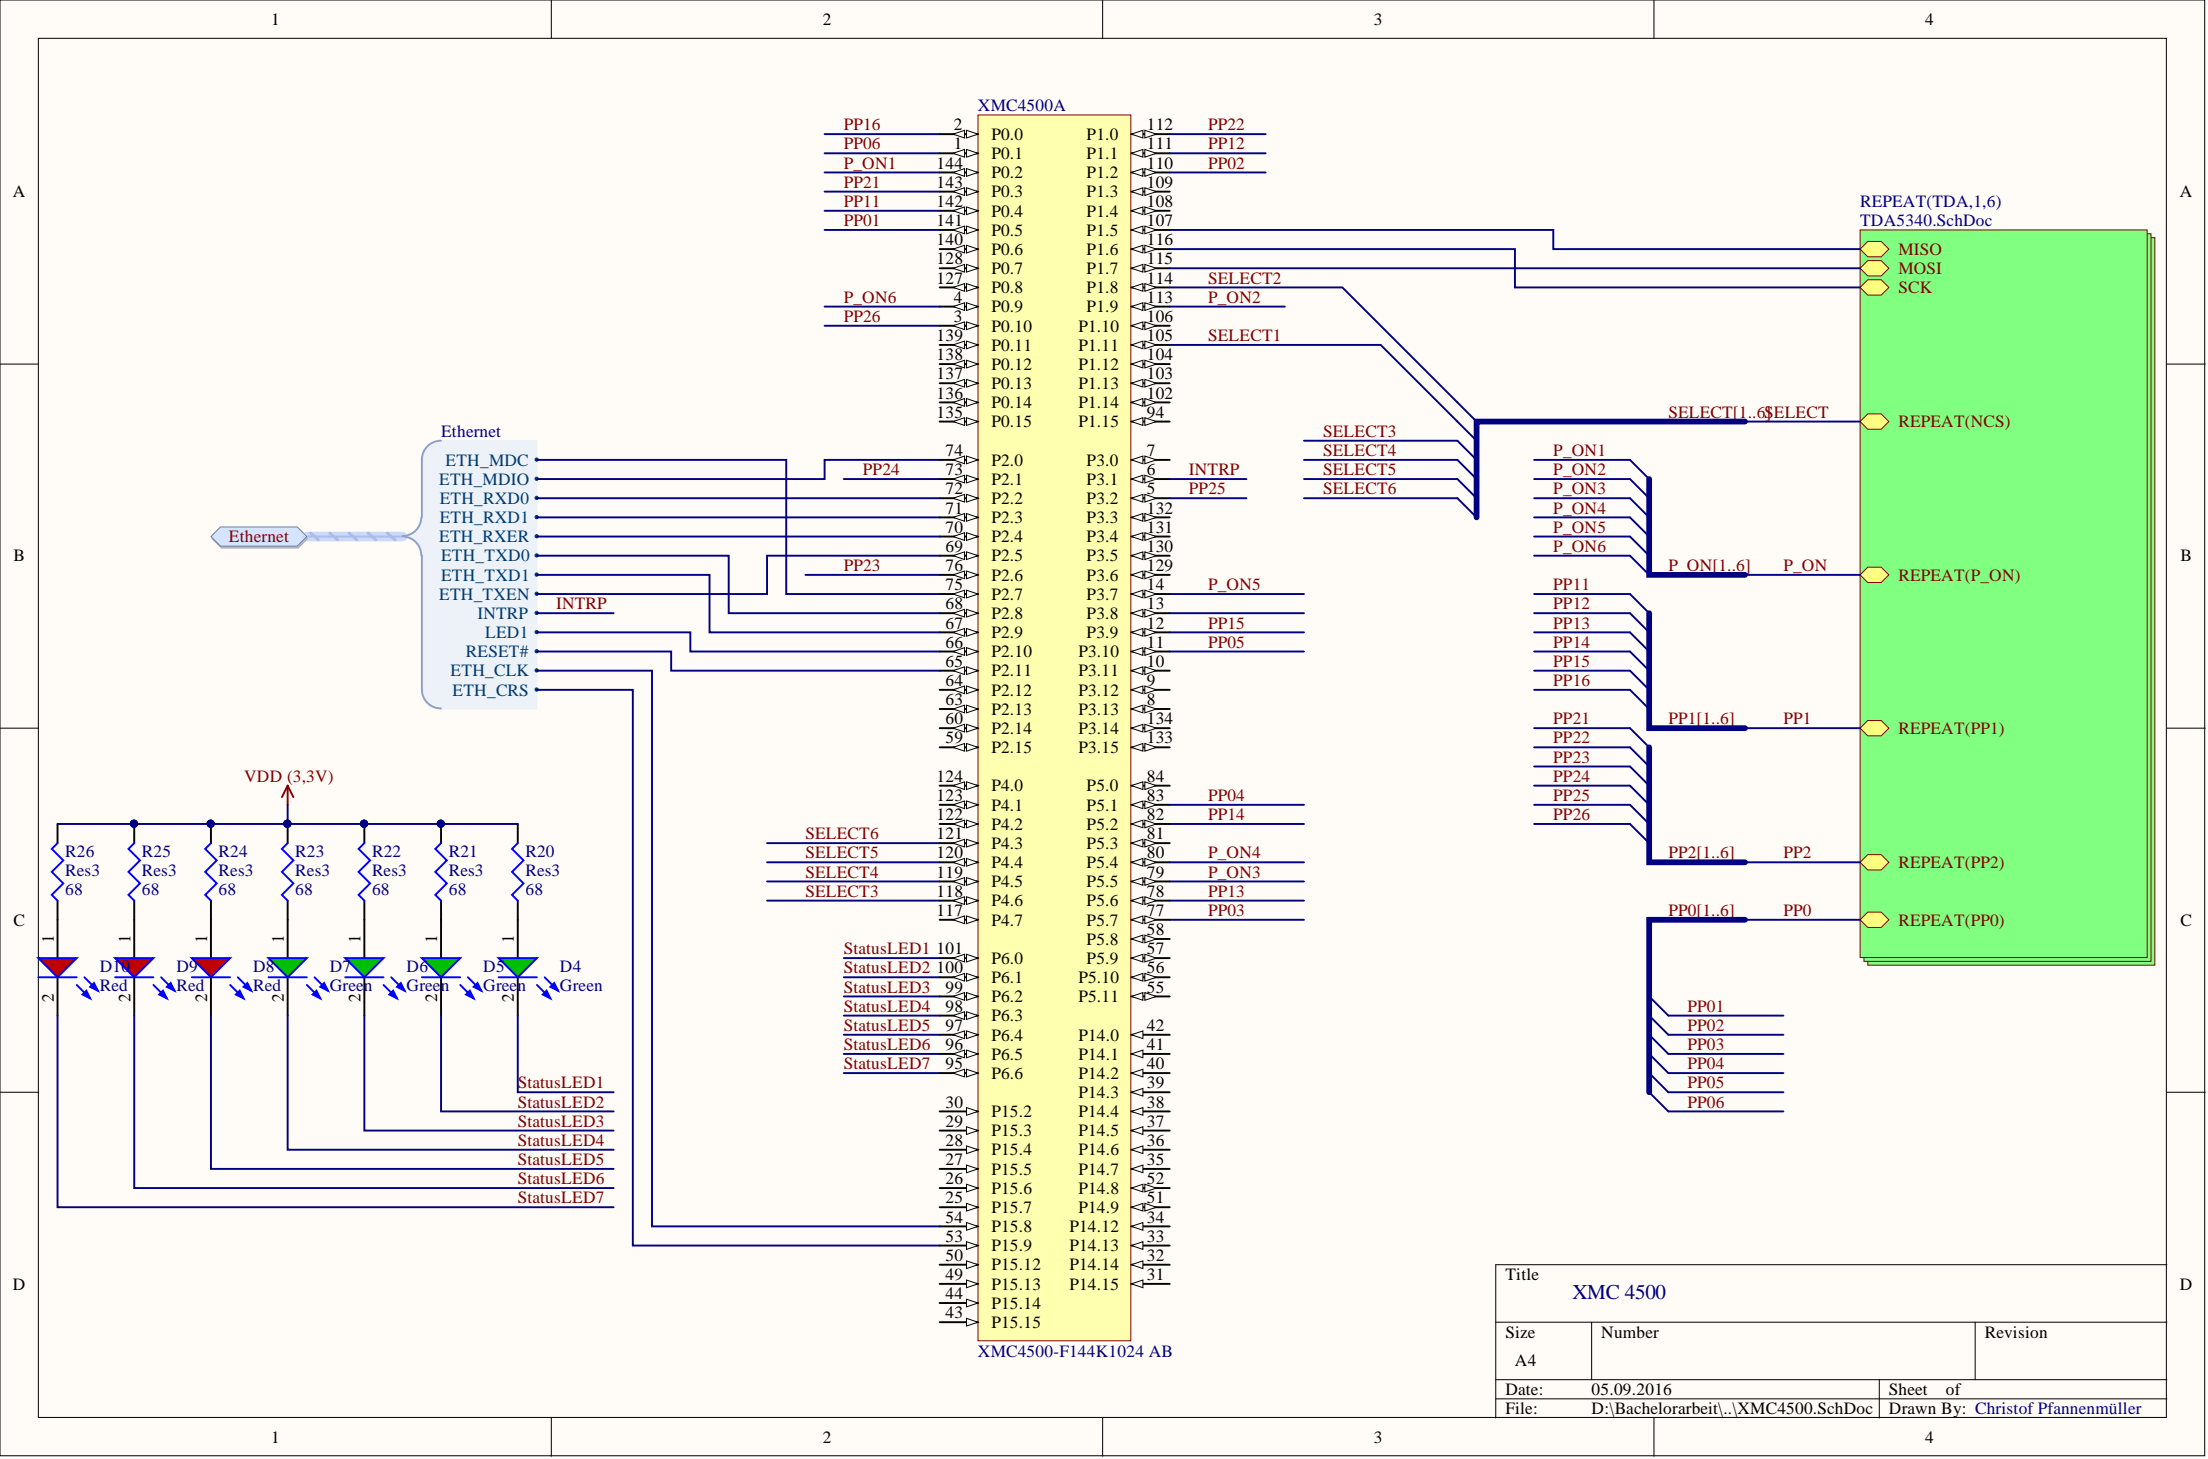 1 2 3 4
A
B
C
D
A
B
C
D
1 2 3 4
XMC4500A
PP16 2 P0.0 P1.0 112 PP22
PP06 1 P0.1 P1.1 111 PP12
P_ON1 144 P0.2 P1.2 110 PP02
PP21 143 P0.3 P1.3 109
PP11 142 P0.4 P1.4 108
PP01 141 P0.5 P1.5 107
140 P0.6 P1.6 116
128 P0.7 P1.7 115
127 P0.8 P1.8 114 SELECT2
P_ON6 4 P0.9 P1.9 113 P_ON2
PP26 3 P0.10 P1.10 106
139 P0.11 P1.11 105 SELECT1
138 P0.12 P1.12 104
137 P0.13 P1.13 103
136 P0.14 P1.14 102
135 P0.15 P1.15 94
74 P2.0 P3.0 7
PP24 73 P2.1 P3.1 6 INTRP
72 P2.2 P3.2 5 PP25
71 P2.3 P3.3 132
70 P2.4 P3.4 131
69 P2.5 P3.5 130
PP23 76 P2.6 P3.6 129
75 P2.7 P3.7 14 P_ON5
68 P2.8 P3.8 13
67 P2.9 P3.9 12 PP15
66 P2.10 P3.10 11 PP05
65 P2.11 P3.11 10
64 P2.12 P3.12 9
63 P2.13 P3.13 8
60 P2.14 P3.14 134
59 P2.15 P3.15 133
124 P4.0 P5.0 84
123 P4.1 P5.1 83 PP04
122 P4.2 P5.2 82 PP14
SELECT6 121 P4.3 P5.3 81
SELECT5 120 P4.4 P5.4 80 P_ON4
SELECT4 119 P4.5 P5.5 79 P_ON3
SELECT3 118 P4.6 P5.6 78 PP13
117 P4.7 P5.7 77 PP03
P5.8 58
StatusLED1 101 P6.0 P5.9 57
StatusLED2 100 P6.1 P5.10 56
StatusLED3 99 P6.2 P5.11 55
StatusLED4 98 P6.3
StatusLED5 97 P6.4 P14.0 42
StatusLED6 96 P6.5 P14.1 41
StatusLED7 95 P6.6 P14.2 40
P14.3 39
30 P15.2 P14.4 38
29 P15.3 P14.5 37
28 P15.4 P14.6 36
27 P15.5 P14.7 35
26 P15.6 P14.8 52
25 P15.7 P14.9 51
54 P15.8 P14.12 34
53 P15.9 P14.13 33
50 P15.12 P14.14 32
49 P15.13 P14.15 31
44 P15.14
43 P15.15
XMC4500-F144K1024 AB
Ethernet
Ethernet
ETH_MDC
ETH_MDIO
ETH_RXD0
ETH_RXD1
ETH_RXER
ETH_TXD0
ETH_TXD1
ETH_TXEN
INTRP INTRP
LED1
RESET#
ETH_CLK
ETH_CRS
VDD (3,3V)
R26 R25 R24 R23 R22 R21 R20
Res3 Res3 Res3 Res3 Res3 Res3 Res3
68 68 68 68 68 68 68
1 1 1 1 1 1 1
D10 D9 D8 D7 D6 D5 D4
Red Red Red Green Green Green Green
2 2 2 2 2 2 2
StatusLED1
StatusLED2
StatusLED3
StatusLED4
StatusLED5
StatusLED6
StatusLED7
REPEAT(TDA,1,6)
TDA5340.SchDoc
MISO
MOSI
SCK
SELECT[1..6] SELECT REPEAT(NCS)
SELECT3
SELECT4
SELECT5
SELECT6
P_ON1
P_ON2
P_ON3
P_ON4
P_ON5
P_ON6
P_ON[1..6] P_ON REPEAT(P_ON)
PP11
PP12
PP13
PP14
PP15
PP16
PP1[1..6] PP1 REPEAT(PP1)
PP21
PP22
PP23
PP24
PP25
PP26
PP2[1..6] PP2 REPEAT(PP2)
PP0[1..6] PP0 REPEAT(PP0)
PP01
PP02
PP03
PP04
PP05
PP06
Title
XMC 4500
Size Number Revision
A4
Date: 05.09.2016 Sheet of
File: D:\Bachelorarbeit\..\XMC4500.SchDoc Drawn By: Christof Pfannenmüller